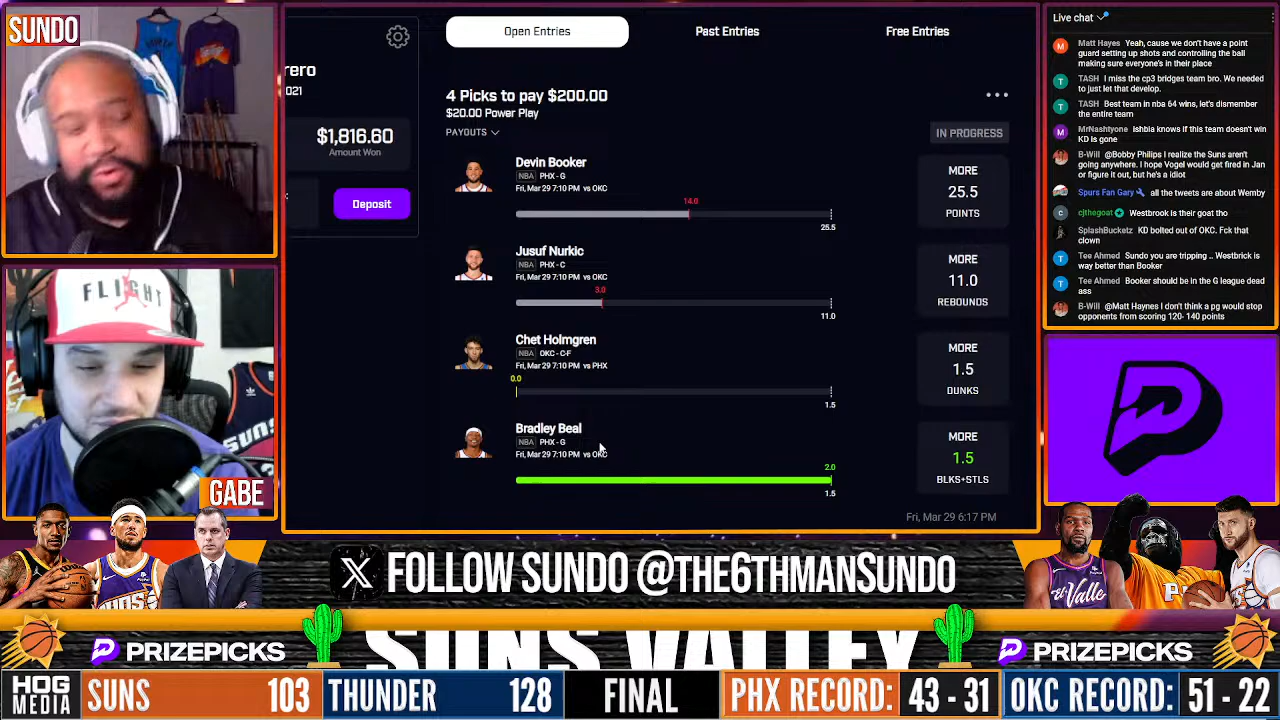 SUNDO
GABE
FLIGHT
SUNS
rero
021
$1,816.60
Amount Won
Deposit
Open Entries
Past Entries
Free Entries
4 Picks to pay $200.00
$20.00 Power Play
PAYOUTS
IN PROGRESS
Devin Booker
NBA PHX - G
Fri, Mar 29 7:10 PM vs OKC
14.0
25.5
MORE
25.5
POINTS
Jusuf Nurkic
NBA PHX - C
Fri, Mar 29 7:10 PM vs OKC
3.0
11.0
MORE
11.0
REBOUNDS
Chet Holmgren
NBA OKC - C-F
Fri, Mar 29 7:10 PM vs PHX
0.0
1.5
MORE
1.5
DUNKS
Bradley Beal
NBA PHX - G
Fri, Mar 29 7:10 PM vs OKC
2.0
1.5
MORE
1.5
BLKS+STLS
Fri, Mar 29 6:17 PM
Live chat
M Matt Hayes Yeah, cause we don't have a point
guard setting up shots and controlling the ball
making sure everyone's in their place
T TASH I miss the cp3 bridges team bro. We needed
to just let that develop.
T TASH Best team in nba 64 wins, let's dismember
the entire team
M MrNashtyone ishbia knows if this team doesn't win
KD is gone
B-Will @Bobby Philips I realize the Suns aren't
going anywhere. I hope Vogel would get fired in Jan
or figure it out, but he's a idiot
Spurs Fan Gary all the tweets are about Wemby
c cjthegoat Westbrook is their goat tho
SplashBucketz KD bolted out of OKC. Fck that
clown
T Tee Ahmed Sundo you are tripping .. Westbrik is
way better than Booker
T Tee Ahmed Booker should be in the G league dead
ass
B-Will @Matt Haynes I don't think a pg would stop
opponents from scoring 120- 140 points
X FOLLOW SUNDO @THE6THMANSUNDO
Valle
PRIZEPICKS
SUNS VALLEY
PRIZEPICKS
HOG
MEDIA
SUNS 103
THUNDER 128
FINAL
PHX RECORD: 43 - 31
OKC RECORD: 51 - 22